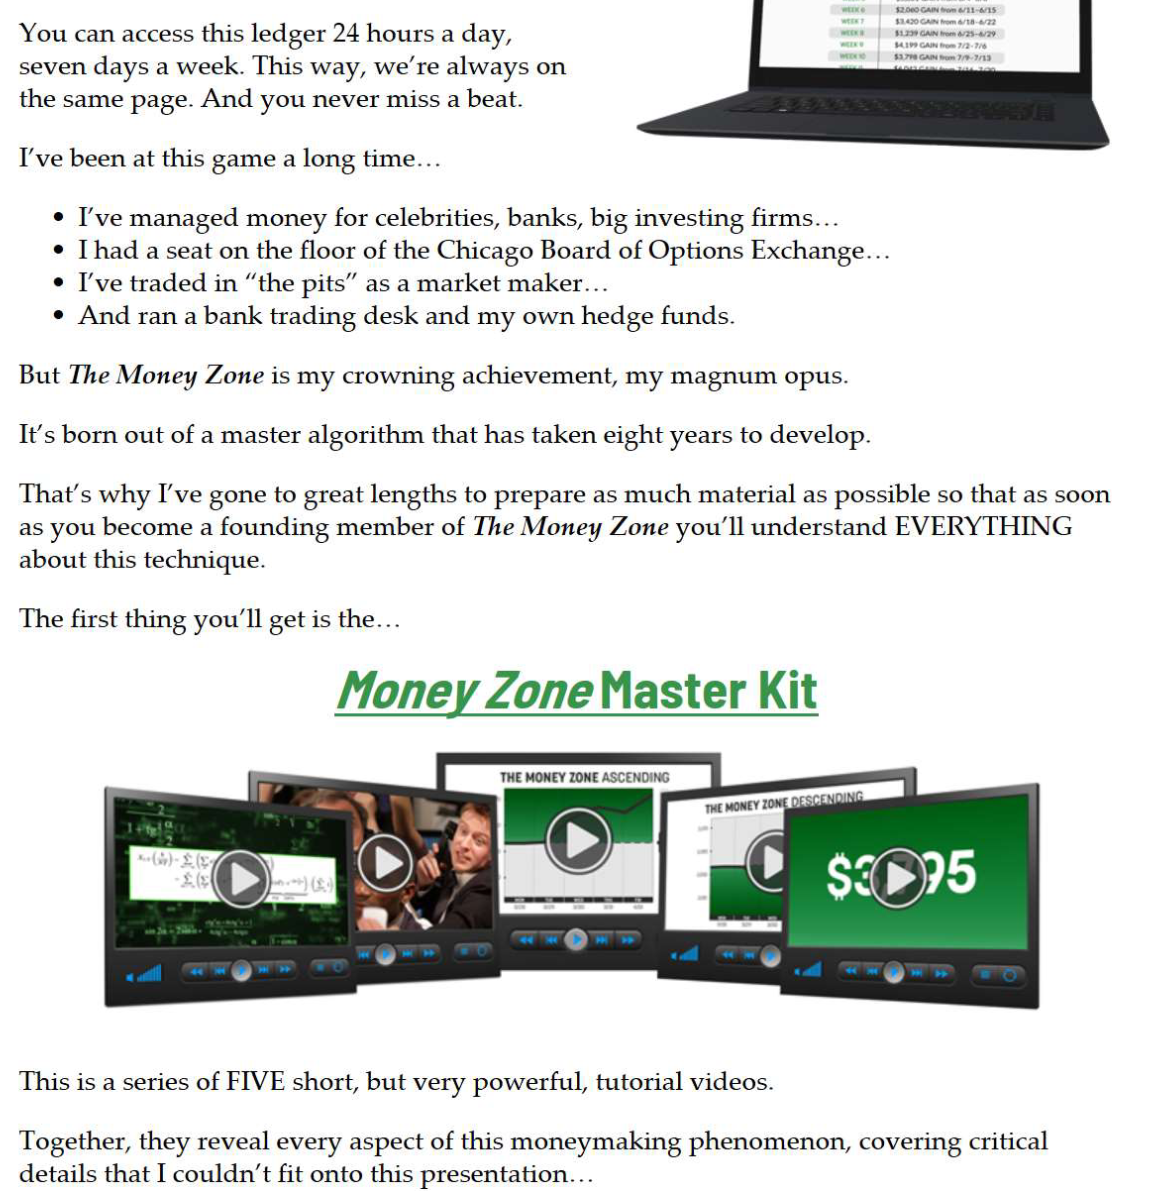 WEEK 6 $2,060 GAIN from 6/11-6/15
WEEK 7 $3,420 GAIN from 6/18-6/22
WEEK 8 $1,239 GAIN from 6/25-6/29
WEEK 9 $4,199 GAIN from 7/2-7/6
WEEK 10 $3,798 GAIN from 7/9-7/13
You can access this ledger 24 hours a day,
seven days a week. This way, we’re always on
the same page. And you never miss a beat.
I’ve been at this game a long time…
• I’ve managed money for celebrities, banks, big investing firms…
• I had a seat on the floor of the Chicago Board of Options Exchange…
• I’ve traded in “the pits” as a market maker…
• And ran a bank trading desk and my own hedge funds.
But The Money Zone is my crowning achievement, my magnum opus.
It’s born out of a master algorithm that has taken eight years to develop.
That’s why I’ve gone to great lengths to prepare as much material as possible so that as soon
as you become a founding member of The Money Zone you’ll understand EVERYTHING
about this technique.
The first thing you’ll get is the…
Money Zone Master Kit
THE MONEY ZONE ASCENDING
THE MONEY ZONE DESCENDING
This is a series of FIVE short, but very powerful, tutorial videos.
Together, they reveal every aspect of this moneymaking phenomenon, covering critical
details that I couldn’t fit onto this presentation…